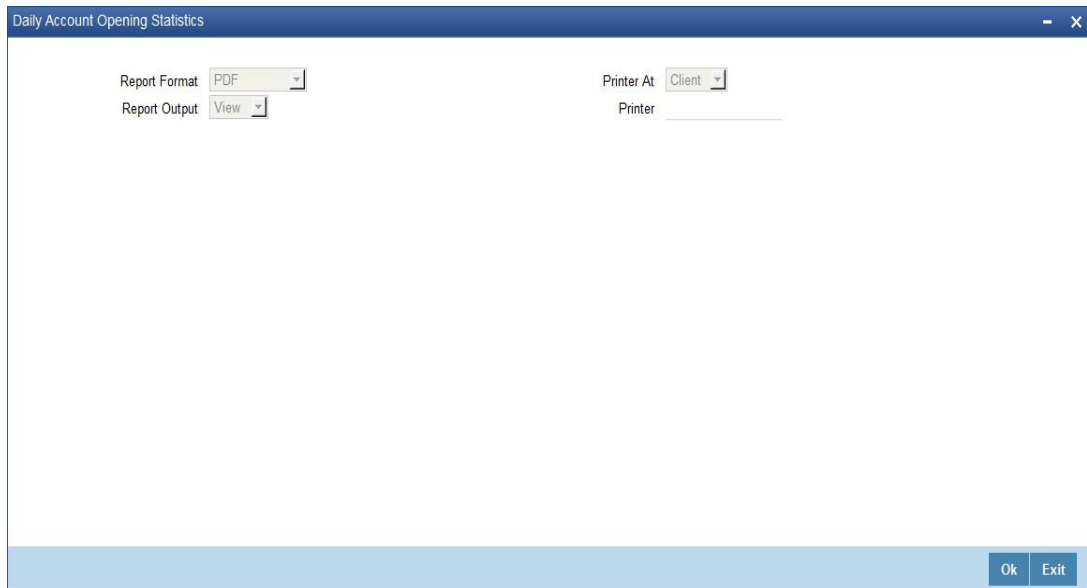 Daily Account Opening Statistics
Report Format PDF
Printer At Client
Report Output View
Printer
Ok Exit